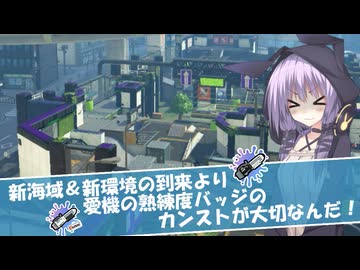 新海域＆新環境の到来より
愛機の熟練度バッジの
カンストが大切なんだ！